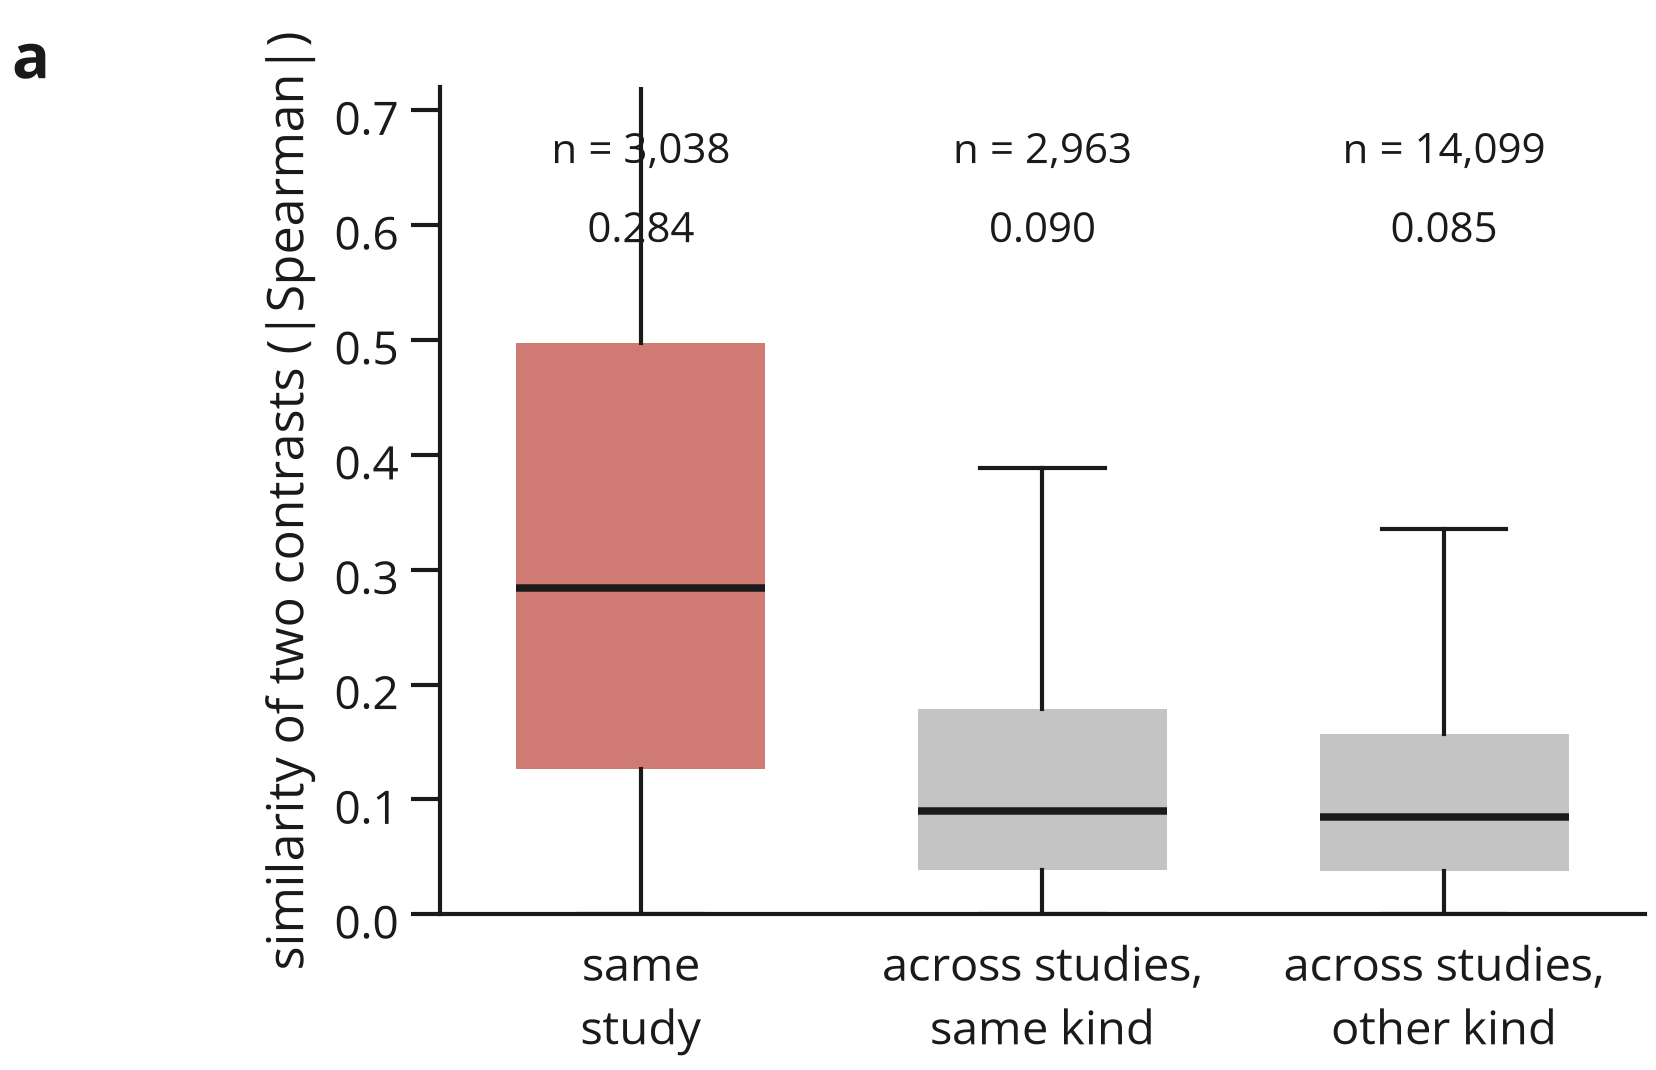 a
similarity of two contrasts (|Spearman|)
0.7
0.6
0.5
0.4
0.3
0.2
0.1
0.0
n = 3,038
0.284
n = 2,963
0.090
n = 14,099
0.085
same
study
across studies,
same kind
across studies,
other kind